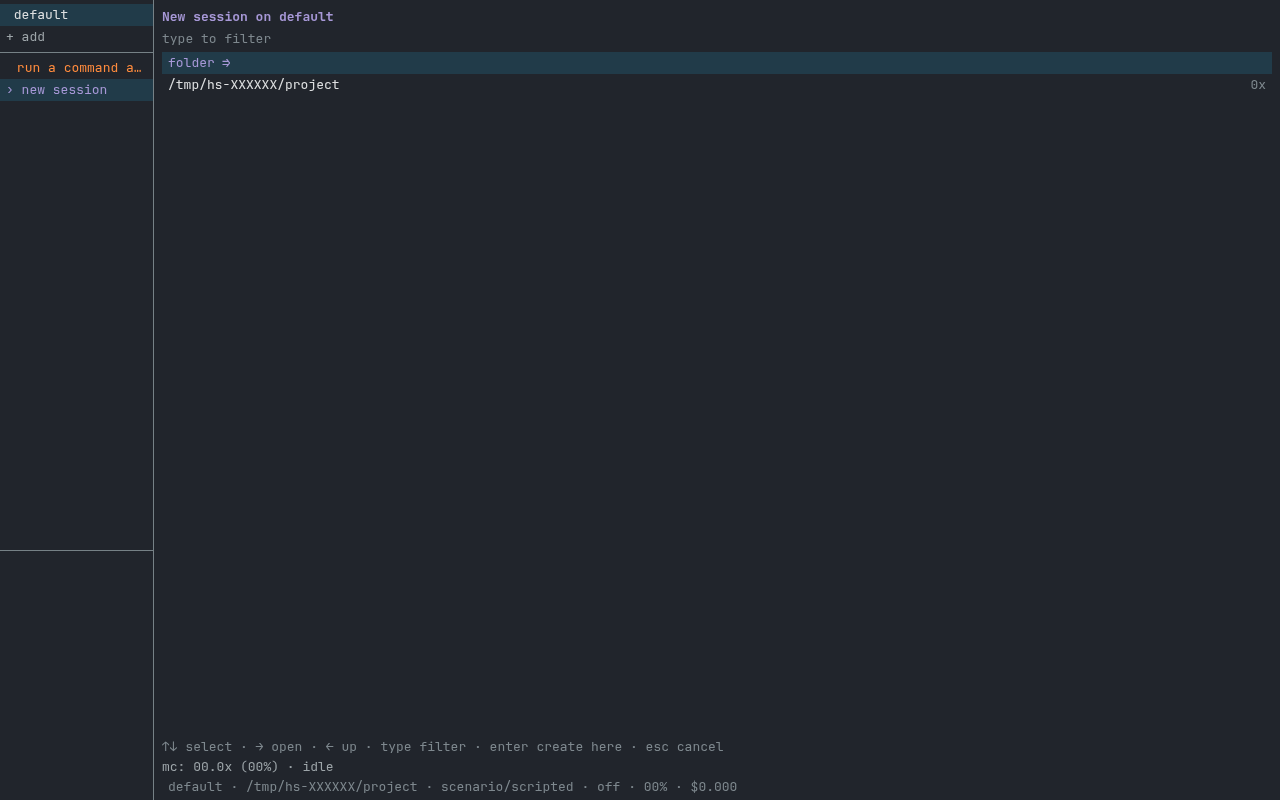 default
+ add
run a command a…
› new session
New session on default
type to filter
folder →
/tmp/hs-XXXXXX/project 0x
↑↓ select · → open · ← up · type filter · enter create here · esc cancel
mc: 00.0x (00%) · idle
default · /tmp/hs-XXXXXX/project · scenario/scripted · off · 00% · $0.000